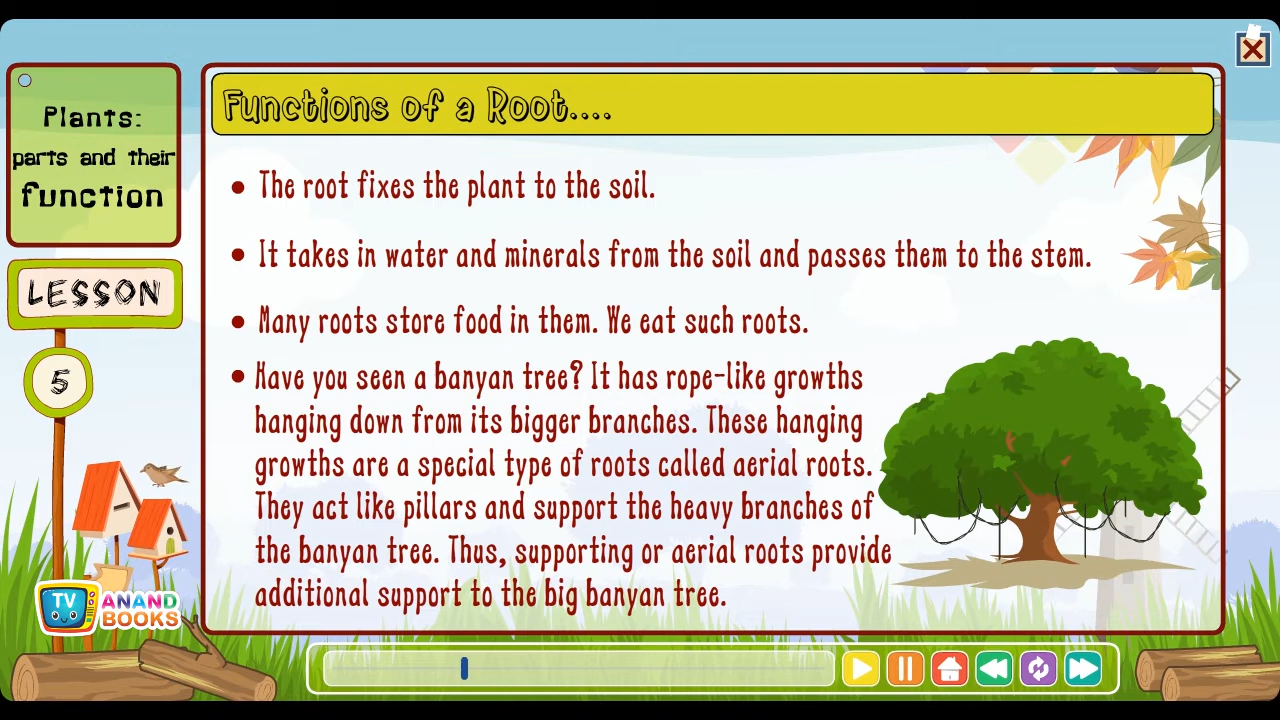 Plants:
parts and their
function
LESSON
5
Functions of a Root....
• The root fixes the plant to the soil.
• It takes in water and minerals from the soil and passes them to the stem.
• Many roots store food in them. We eat such roots.
• Have you seen a banyan tree? It has rope-like growths
hanging down from its bigger branches. These hanging
growths are a special type of roots called aerial roots.
They act like pillars and support the heavy branches of
the banyan tree. Thus, supporting or aerial roots provide
additional support to the big banyan tree.
TV
ANAND
BOOKS